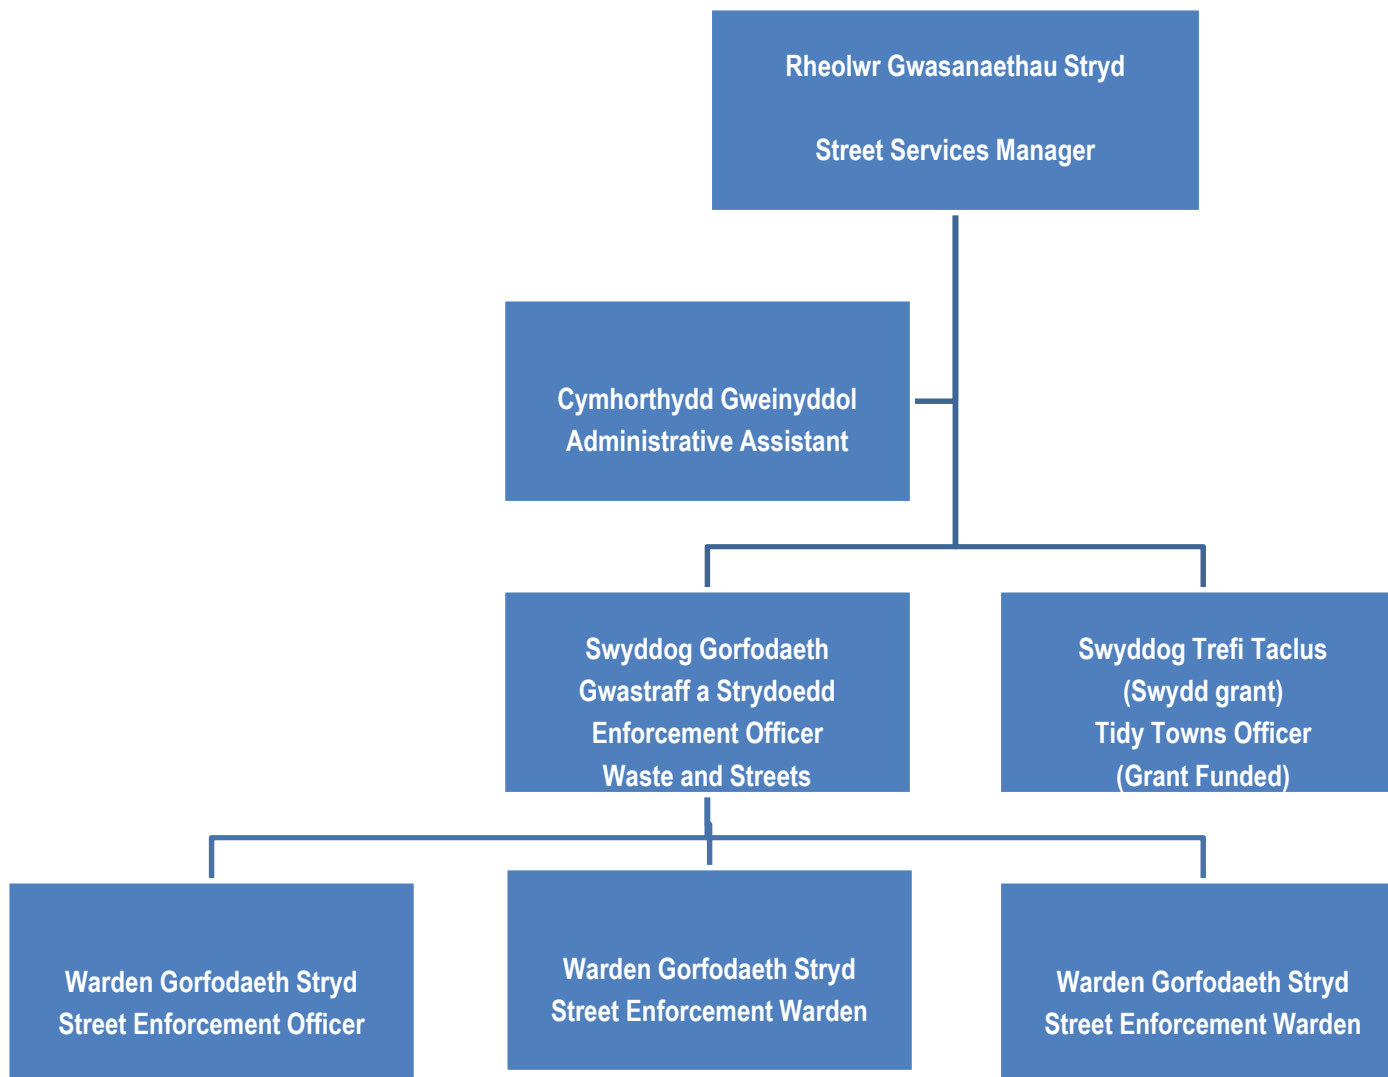 Rheolwr Gwasanaethau Stryd
Street Services Manager
Cymhorthydd Gweinyddol
Administrative Assistant
Swyddog Gorfodaeth
Gwastraff a Strydoedd
Enforcement Officer
Waste and Streets
Swyddog Trefi Taclus
(Swydd grant)
Tidy Towns Officer
(Grant Funded)
Warden Gorfodaeth Stryd
Street Enforcement Officer
Warden Gorfodaeth Stryd
Street Enforcement Warden
Warden Gorfodaeth Stryd
Street Enforcement Warden